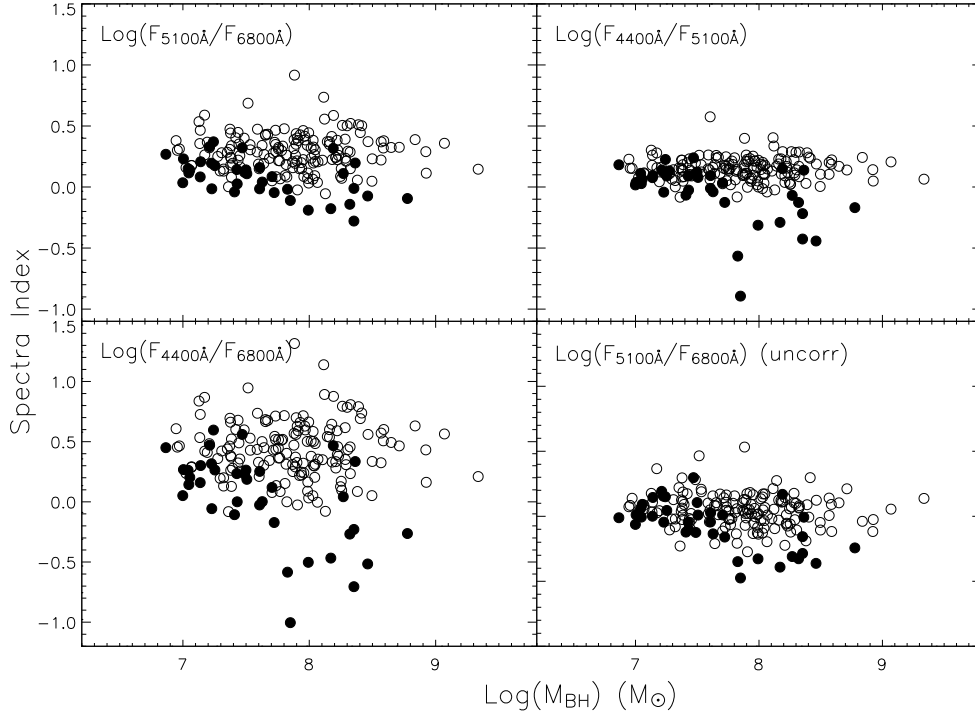 Log(F5100Å/F6800Å)
Log(F4400Å/F5100Å)
1.5
1.0
0.5
0.0
−0.5
−1.0
Log(F4400Å/F6800Å)
Log(F5100Å/F6800Å) (uncorr)
1.5
1.0
0.5
0.0
−0.5
−1.0
Spectra Index
7 8 9 7 8 9
Log(MBH) (M⊙)